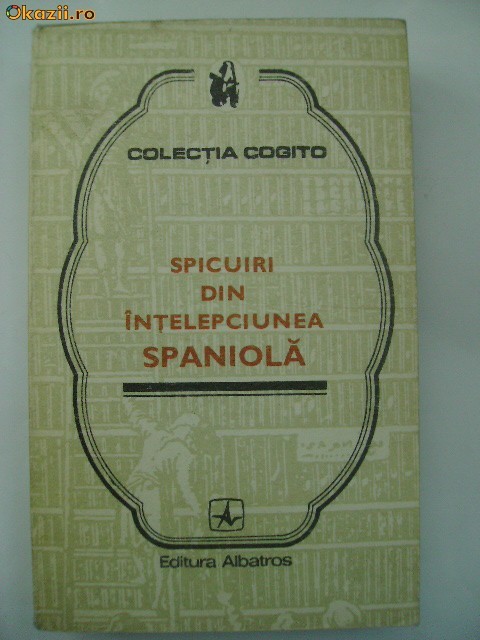 Okazii.ro
COLECȚIA COGITO
SPICUIRI
DIN
ÎNȚELEPCIUNEA
SPANIOLĂ
Editura Albatros